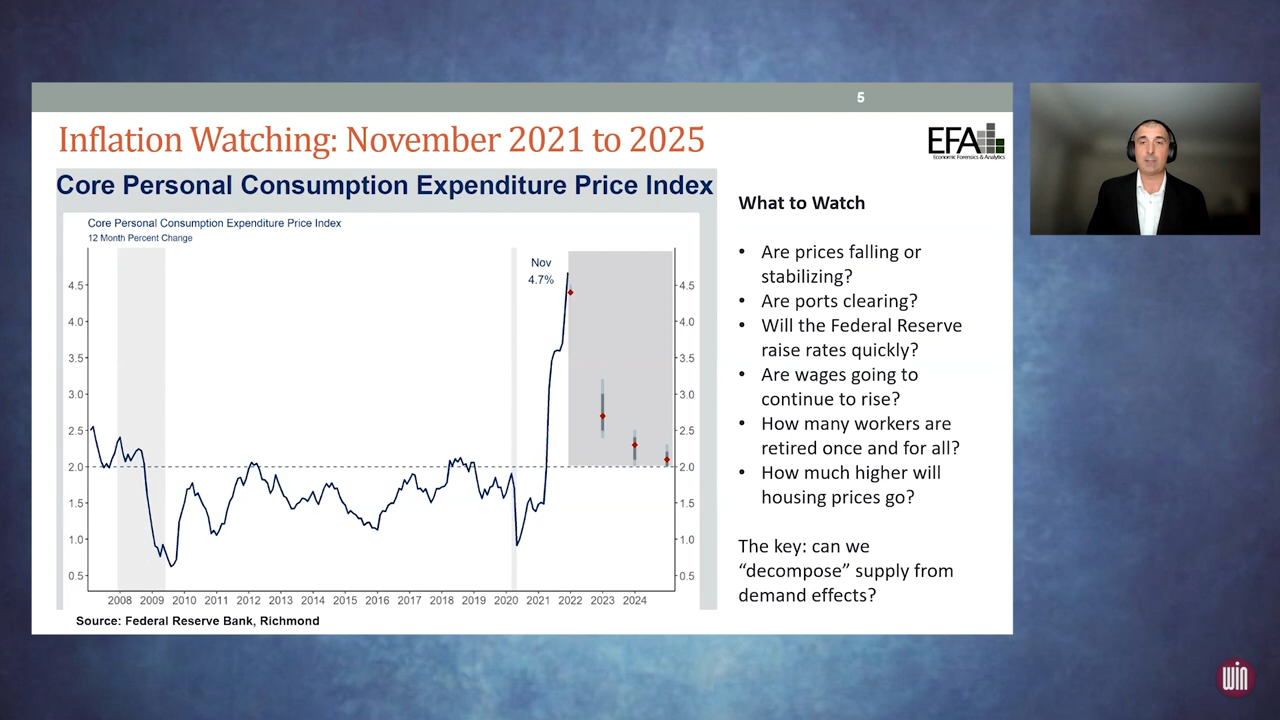 5
Inflation Watching: November 2021 to 2025
EFA
Economic Forensics & Analytics
Core Personal Consumption Expenditure Price Index
Core Personal Consumption Expenditure Price Index
12 Month Percent Change
Nov
4.7%
4.5 4.5
4.0 4.0
3.5 3.5
3.0 3.0
2.5 2.5
2.0 2.0
1.5 1.5
1.0 1.0
0.5 0.5
2008 2009 2010 2011 2012 2013 2014 2015 2016 2017 2018 2019 2020 2021 2022 2023 2024
Source: Federal Reserve Bank, Richmond
What to Watch
• Are prices falling or
stabilizing?
• Are ports clearing?
• Will the Federal Reserve
raise rates quickly?
• Are wages going to
continue to rise?
• How many workers are
retired once and for all?
• How much higher will
housing prices go?
The key: can we
“decompose” supply from
demand effects?
win